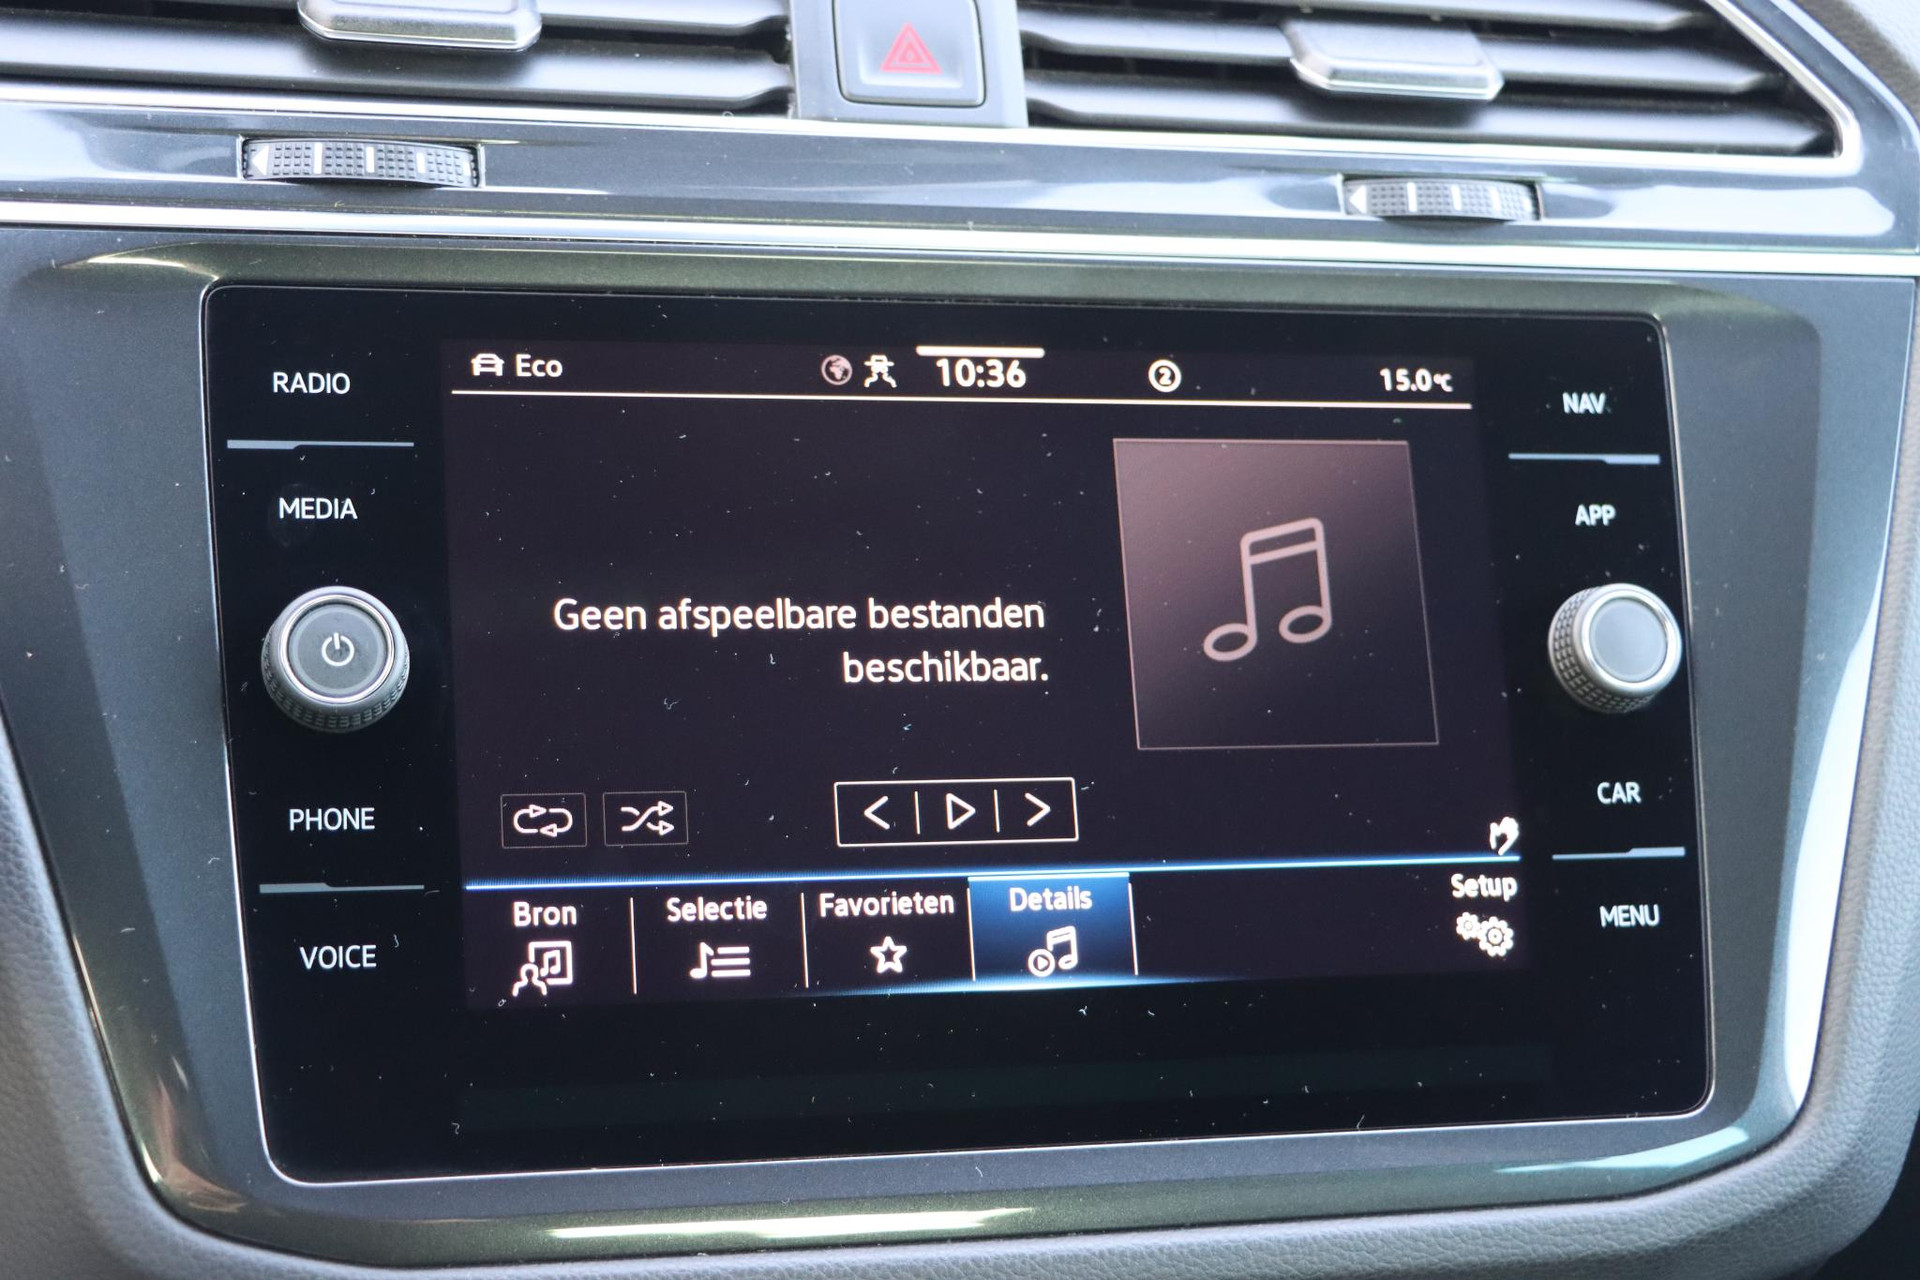 RADIO
MEDIA
PHONE
VOICE
Eco
10:36
2
15.0°C
Geen afspeelbare bestanden
beschikbaar.
Bron
Selectie
Favorieten
Details
Setup
NAV
APP
CAR
MENU